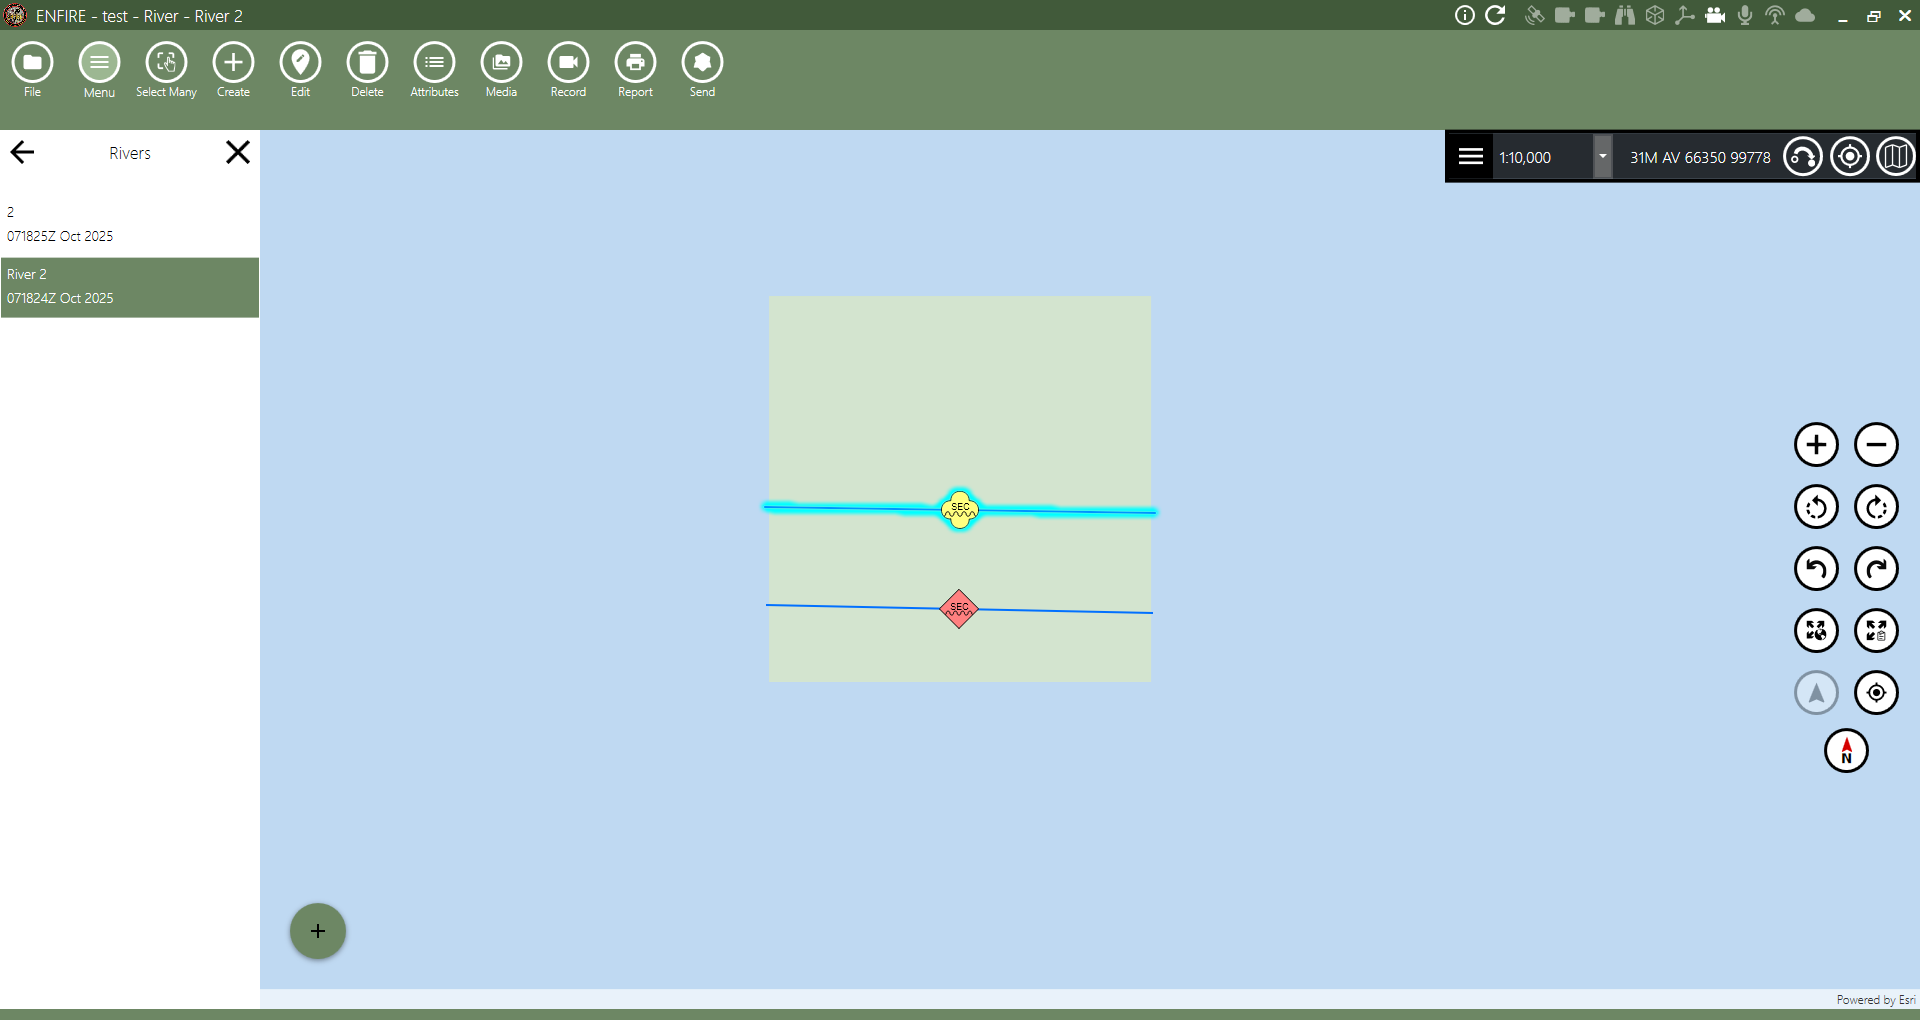 ENFIRE - test - River - River 2
File
Menu
Select Many
Create
Edit
Delete
Attributes
Media
Record
Report
Send
Rivers
1:10,000
31M AV 66350 99778
2
071825Z Oct 2025
River 2
071824Z Oct 2025
SEC
SEC
N
Powered by Esri